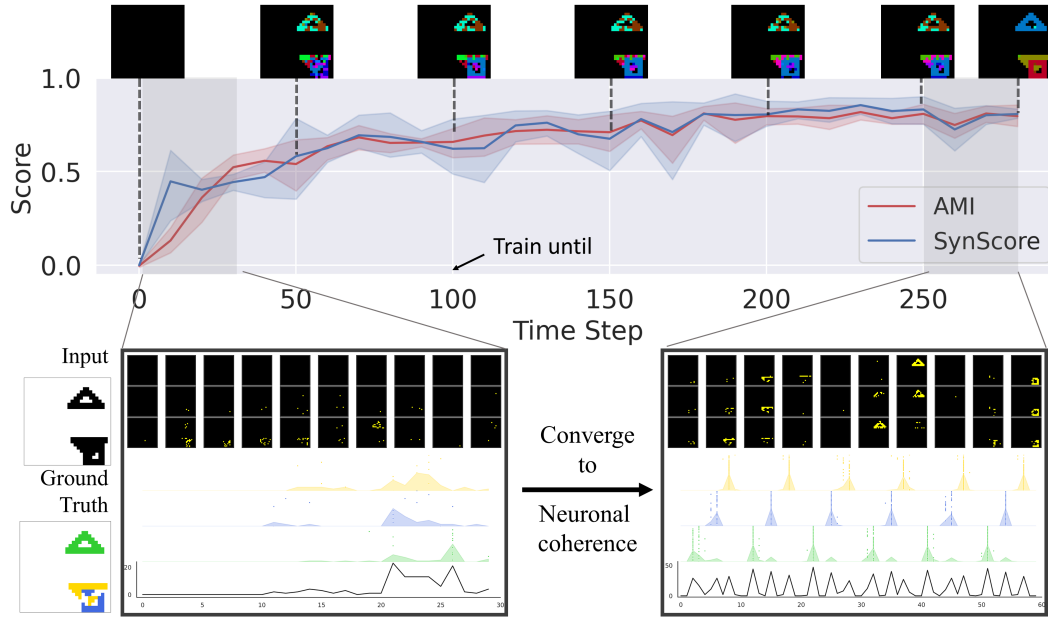 1.0
0.5
0.0
Score
AMI
SynScore
Train until
0
50
100
150
200
250
Time Step
Input
Ground
Truth
20
0
0
5
10
15
20
25
30
Converge
to
Neuronal
coherence
50
0
0
10
20
30
40
50
60